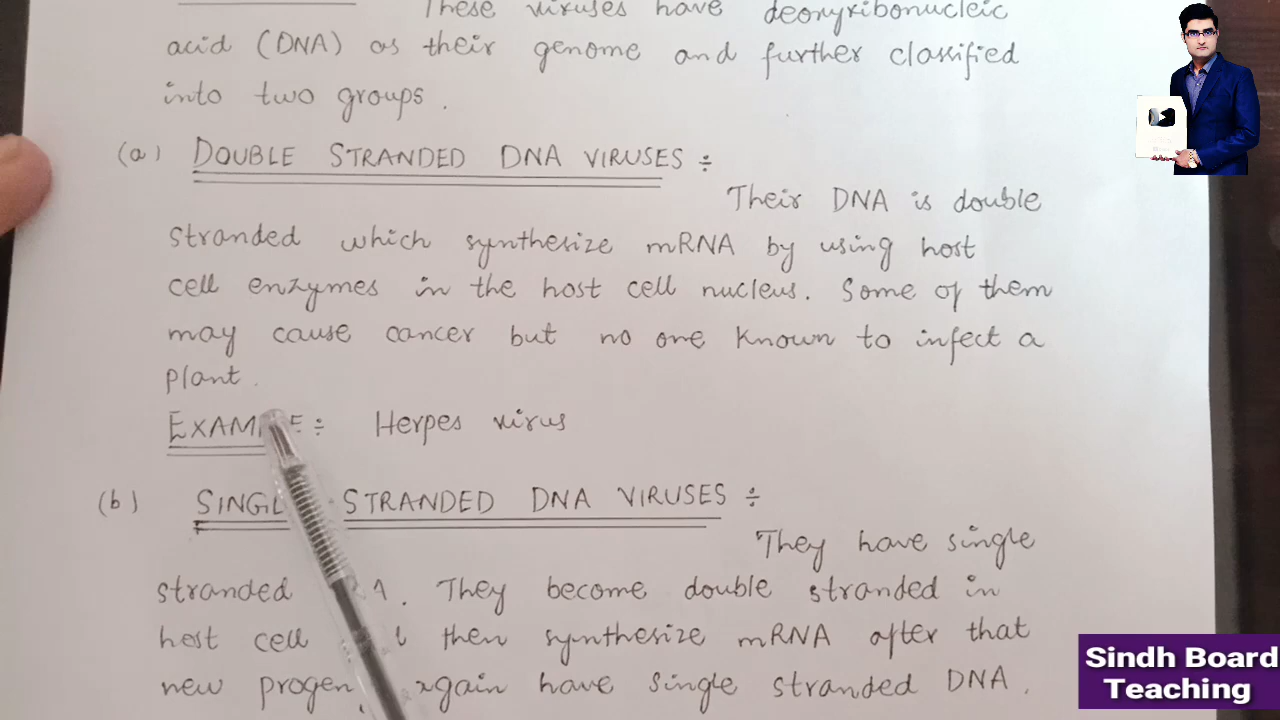 These viruses have deoxyribonucleic
acid (DNA) as their genome and further classified
into two groups.
(a) DOUBLE STRANDED DNA VIRUSES ÷
Their DNA is double
stranded which synthesize mRNA by using host
cell enzymes in the host cell nucleus. Some of them
may cause cancer but no one known to infect a
plant.
EXAMPLE ÷ Herpes virus
(b) SINGLE STRANDED DNA VIRUSES ÷
They have single
stranded DNA. They become double stranded in
host cell then synthesize mRNA after that
new progeny again have single stranded DNA.
Sindh Board
Teaching